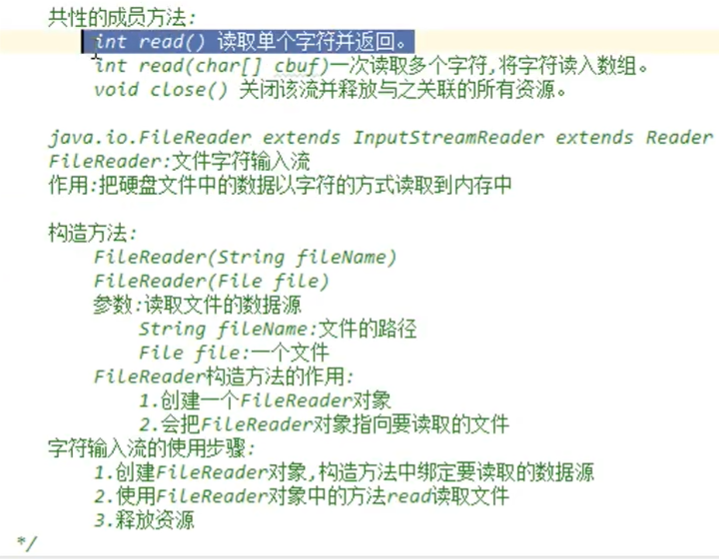 共性的成员方法:
int read() 读取单个字符并返回。
int read(char[] cbuf)一次读取多个字符,将字符读入数组。
void close() 关闭该流并释放与之关联的所有资源。
java.io.FileReader extends InputStreamReader extends Reader
FileReader:文件字符输入流
作用:把硬盘文件中的数据以字符的方式读取到内存中
构造方法:
FileReader(String fileName)
FileReader(File file)
参数:读取文件的数据源
String fileName:文件的路径
File file:一个文件
FileReader构造方法的作用:
1.创建一个FileReader对象
2.会把FileReader对象指向要读取的文件
字符输入流的使用步骤:
1.创建FileReader对象,构造方法中绑定要读取的数据源
2.使用FileReader对象中的方法read读取文件
3.释放资源
*/